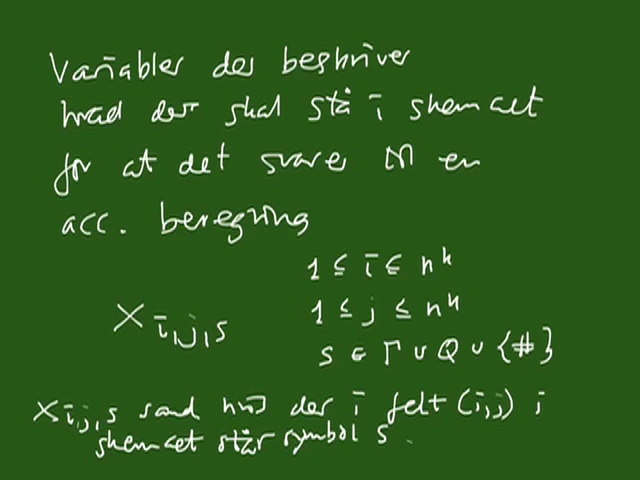 Variabler der beskriver
hvad der skal stå i skemaet
for at det svarer til en
acc. beregning
1 ≤ i ≤ n^k
X_{i,j,s} 1 ≤ j ≤ n^k
s ∈ Γ ∪ Q ∪ {#}
X_{i,j,s} sand hvis der i felt (i,j) i
skemaet står symbol s.